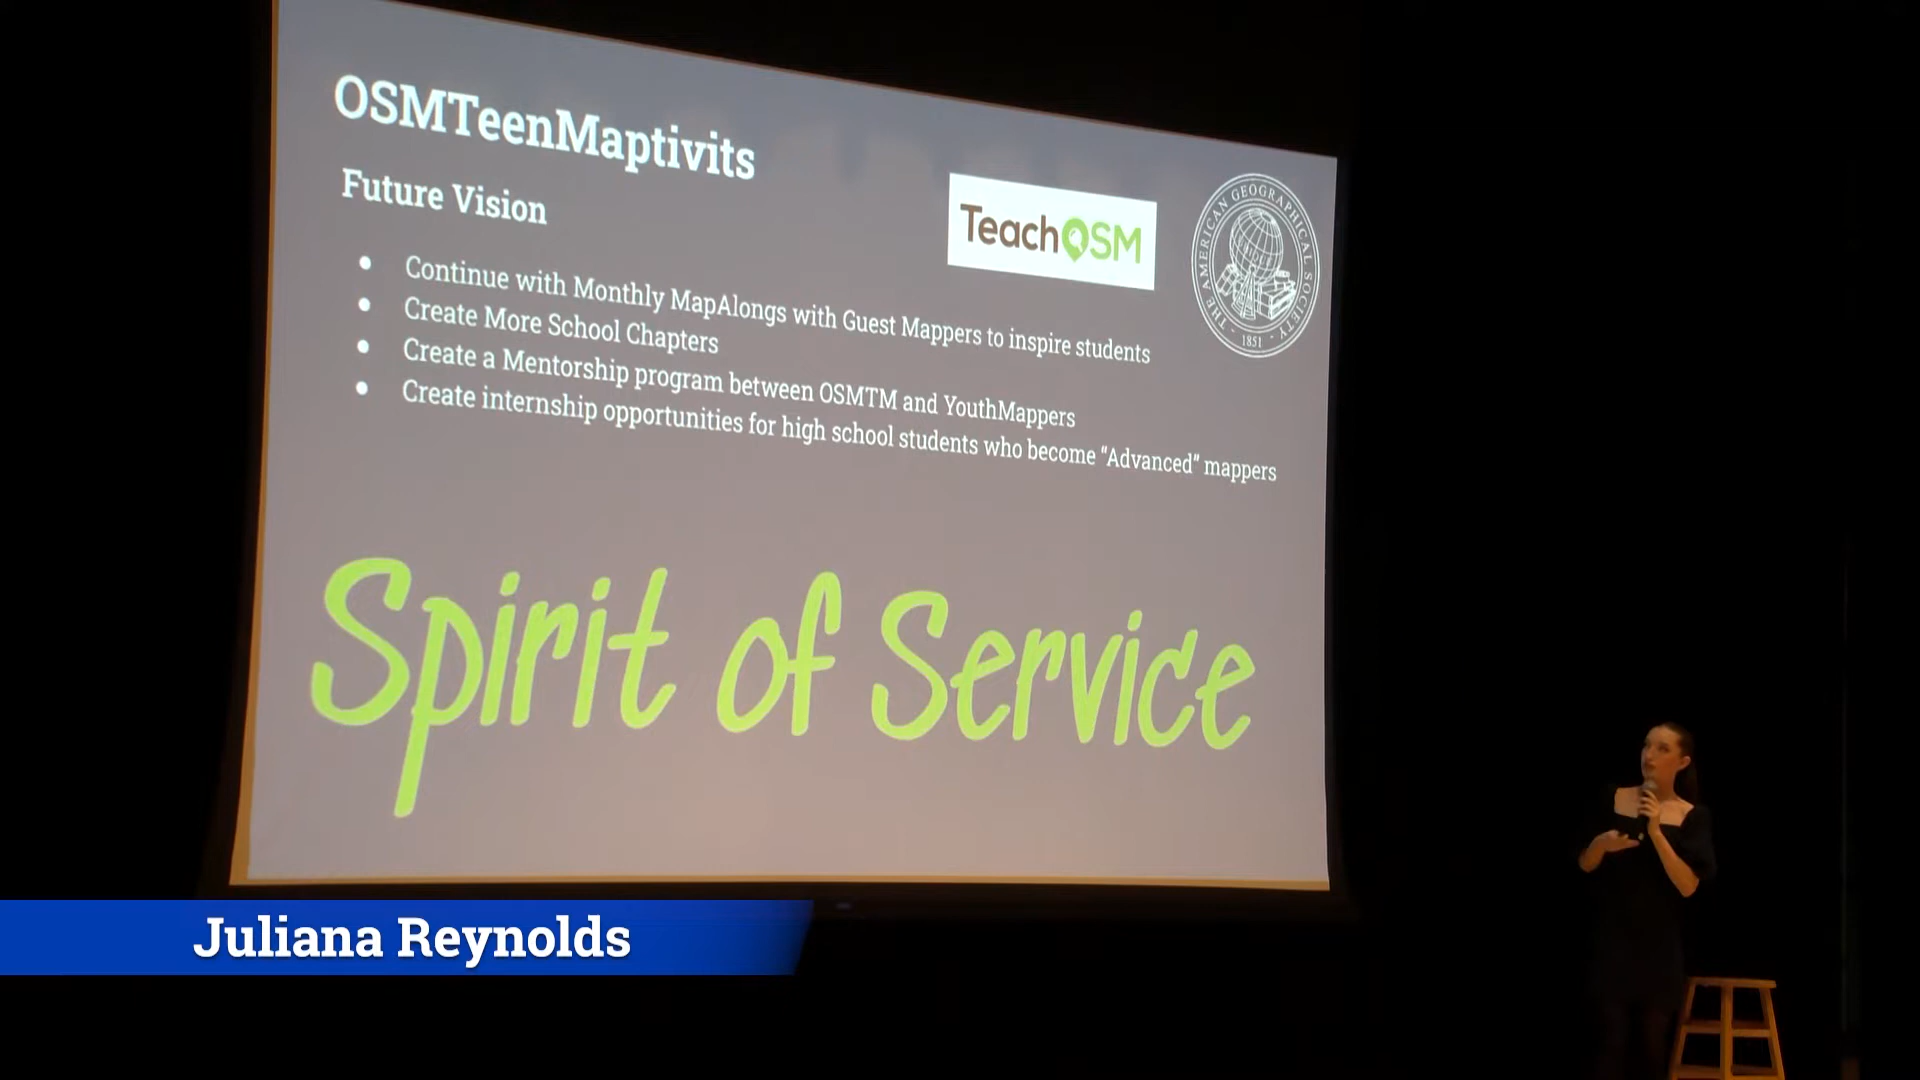 OSMTeenMaptivits
Future Vision
TeachOSM
THE AMERICAN GEOGRAPHICAL SOCIETY
1851
● Continue with Monthly MapAlongs with Guest Mappers to inspire students
● Create More School Chapters
● Create a Mentorship program between OSMTM and YouthMappers
● Create internship opportunities for high school students who become "Advanced" mappers
Spirit of Service
Juliana Reynolds